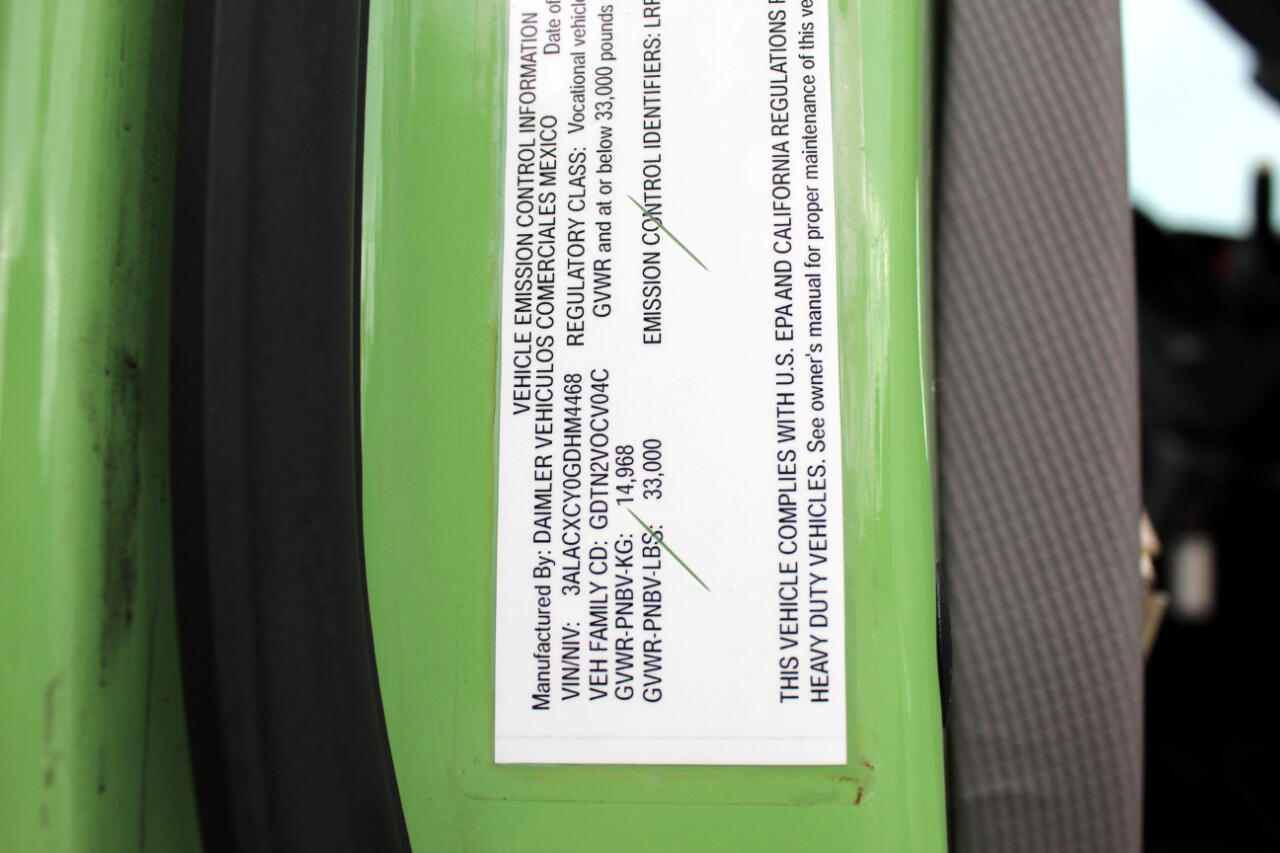 VEHICLE EMISSION CONTROL INFORMATION
Manufactured By: DAIMLER VEHICULOS COMERCIALES MEXICO Date of
VIN/NIV: 3ALACXCY0GDHM4468 REGULATORY CLASS: Vocational vehicle
VEH FAMILY CD: GDTN2VOCV04C GVWR and at or below 33,000 pounds
GVWR-PNBV-KG: 14,968
GVWR-PNBV-LBS: 33,000 EMISSION CONTROL IDENTIFIERS:
THIS VEHICLE COMPLIES WITH U.S. EPA AND CALIFORNIA REGULATIONS
HEAVY DUTY VEHICLES. See owner's manual for proper maintenance of this